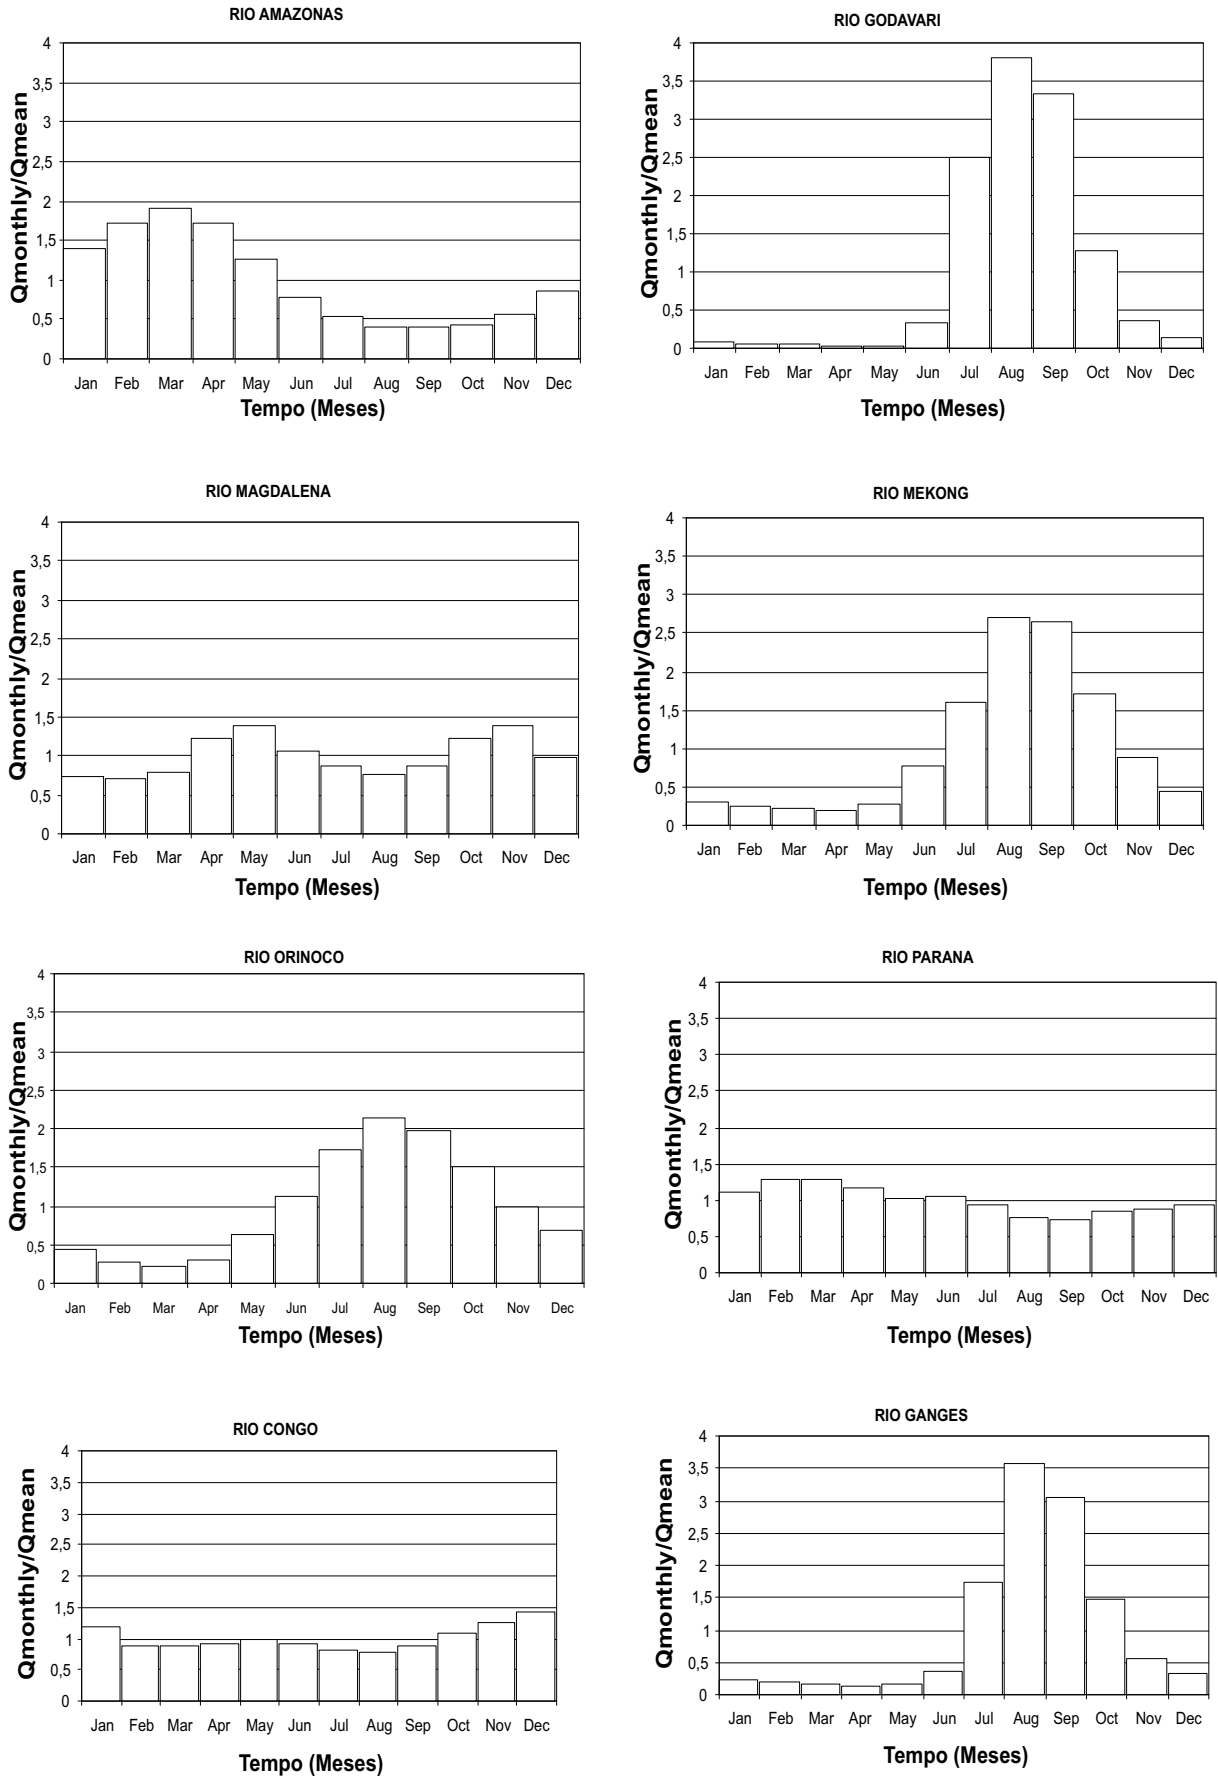 RIO AMAZONAS
Qmonthly/Qmean
4
3,5
3
2,5
2
1,5
1
0,5
0
Jan Feb Mar Apr May Jun Jul Aug Sep Oct Nov Dec
Tempo (Meses)
RIO GODAVARI
Qmonthly/Qmean
4
3,5
3
2,5
2
1,5
1
0,5
0
Jan Feb Mar Apr May Jun Jul Aug Sep Oct Nov Dec
Tempo (Meses)
RIO MAGDALENA
Qmonthly/Qmean
4
3,5
3
2,5
2
1,5
1
0,5
0
Jan Feb Mar Apr May Jun Jul Aug Sep Oct Nov Dec
Tempo (Meses)
RIO MEKONG
Qmonthly/Qmean
4
3,5
3
2,5
2
1,5
1
0,5
0
Jan Feb Mar Apr May Jun Jul Aug Sep Oct Nov Dec
Tempo (Meses)
RIO ORINOCO
Qmonthly/Qmean
4
3,5
3
2,5
2
1,5
1
0,5
0
Jan Feb Mar Apr May Jun Jul Aug Sep Oct Nov Dec
Tempo (Meses)
RIO PARANA
Qmonthly/Qmean
4
3,5
3
2,5
2
1,5
1
0,5
0
Jan Feb Mar Apr May Jun Jul Aug Sep Oct Nov Dec
Tempo (Meses)
RIO CONGO
Qmonthly/Qmean
4
3,5
3
2,5
2
1,5
1
0,5
0
Jan Feb Mar Apr May Jun Jul Aug Sep Oct Nov Dec
Tempo (Meses)
RIO GANGES
Qmonthly/Qmean
4
3,5
3
2,5
2
1,5
1
0,5
0
Jan Feb Mar Apr May Jun Jul Aug Sep Oct Nov Dec
Tempo (Meses)